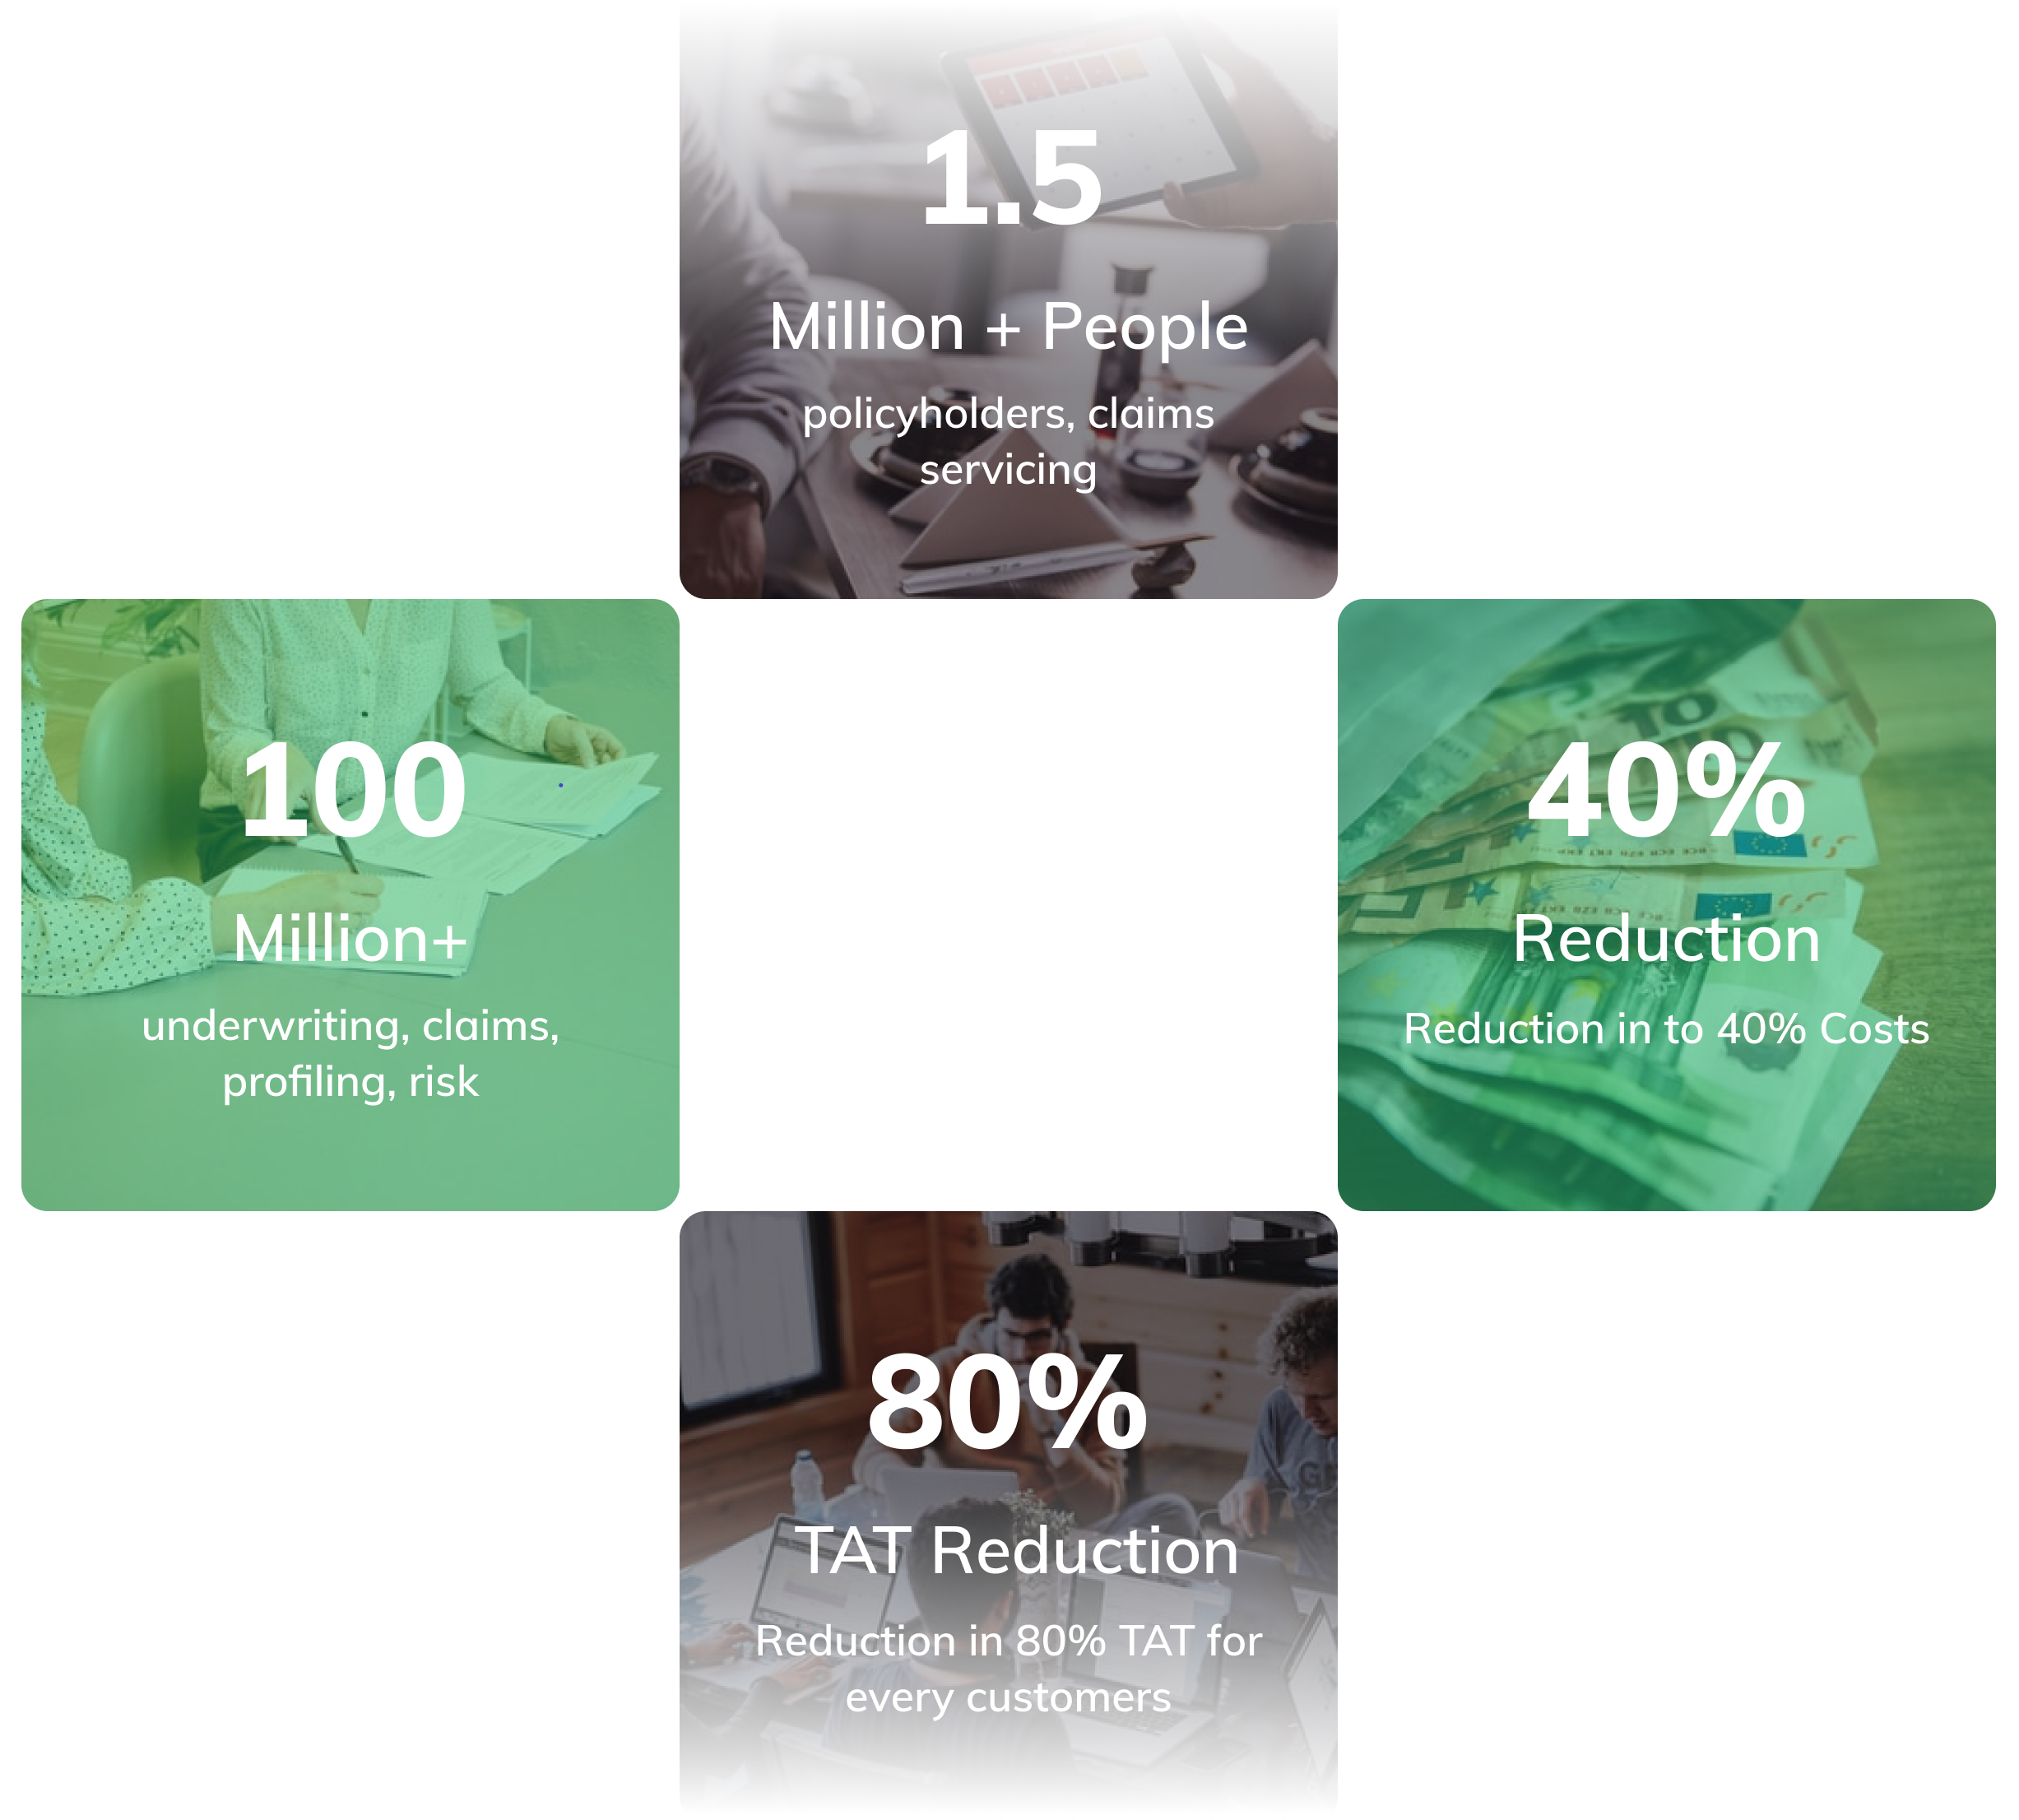 1.5
Million + People
policyholders, claims
servicing
100
Million+
underwriting, claims,
profiling, risk
40%
Reduction
Reduction in to 40% Costs
80%
TAT Reduction
Reduction in 80% TAT for
every customers